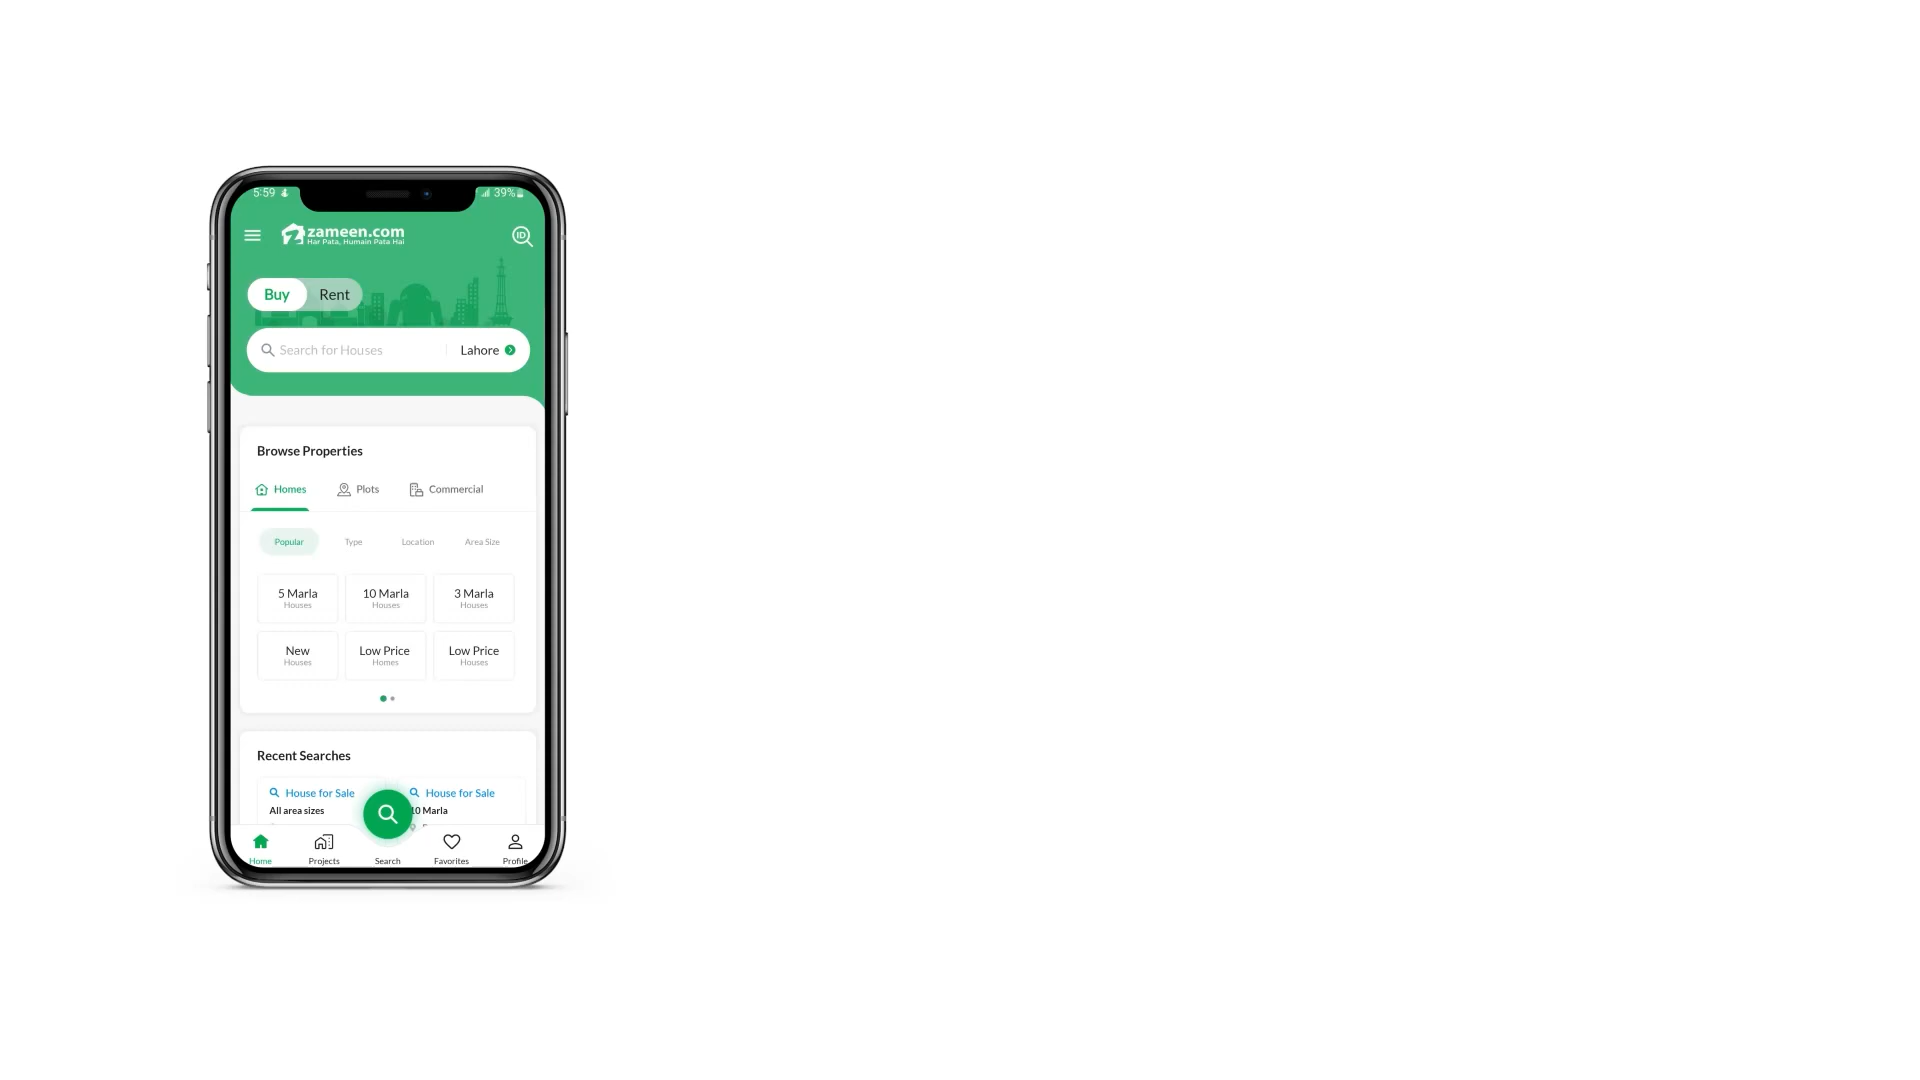 5:59
39%
zameen.com
Har Pata, Humain Pata Hai
ID
Buy Rent
Search for Houses Lahore
Browse Properties
Homes Plots Commercial
Popular Type Location Area Size
5 Marla 10 Marla 3 Marla
Houses Houses Houses
New Low Price Low Price
Houses Homes Houses
Recent Searches
House for Sale House for Sale
All area sizes 10 Marla
Home Projects Search Favorites Profile